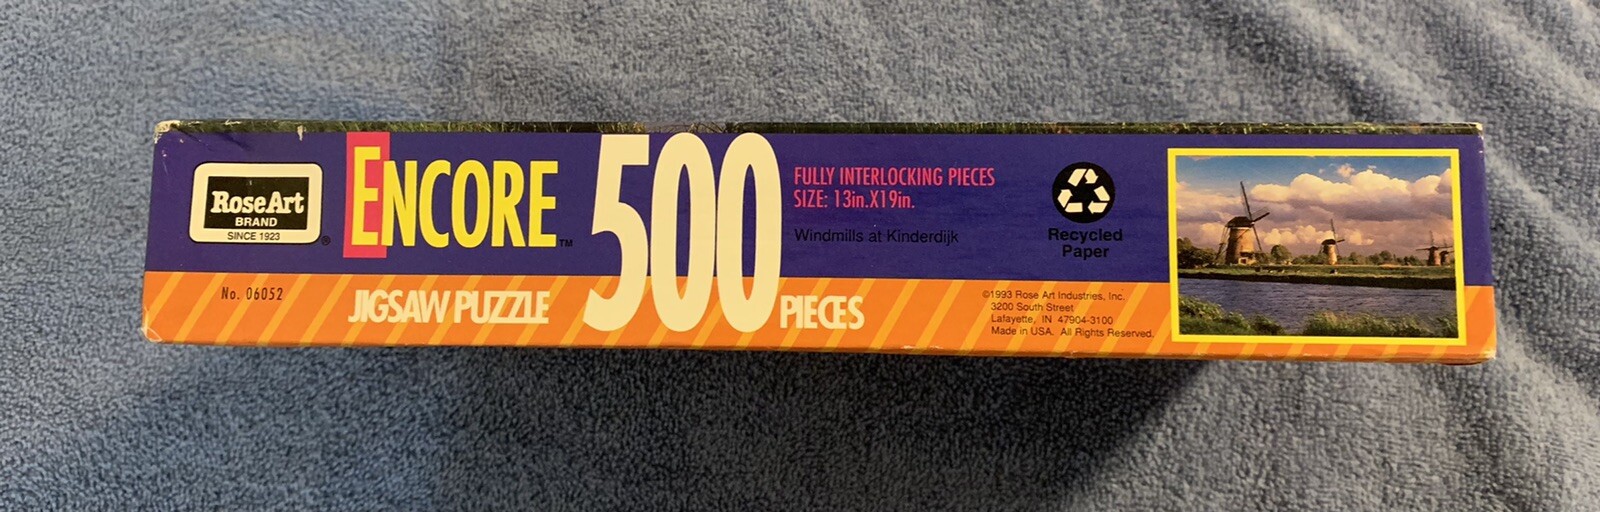 RoseArt
BRAND
SINCE 1923
®
No. 06052
ENCORE™
JIGSAW PUZZLE
500
PIECES
FULLY INTERLOCKING PIECES
SIZE: 13in.X19in.
Windmills at Kinderdijk
Recycled
Paper
©1993 Rose Art Industries, Inc.
3200 South Street
Lafayette, IN 47904-3100
Made in USA. All Rights Reserved.